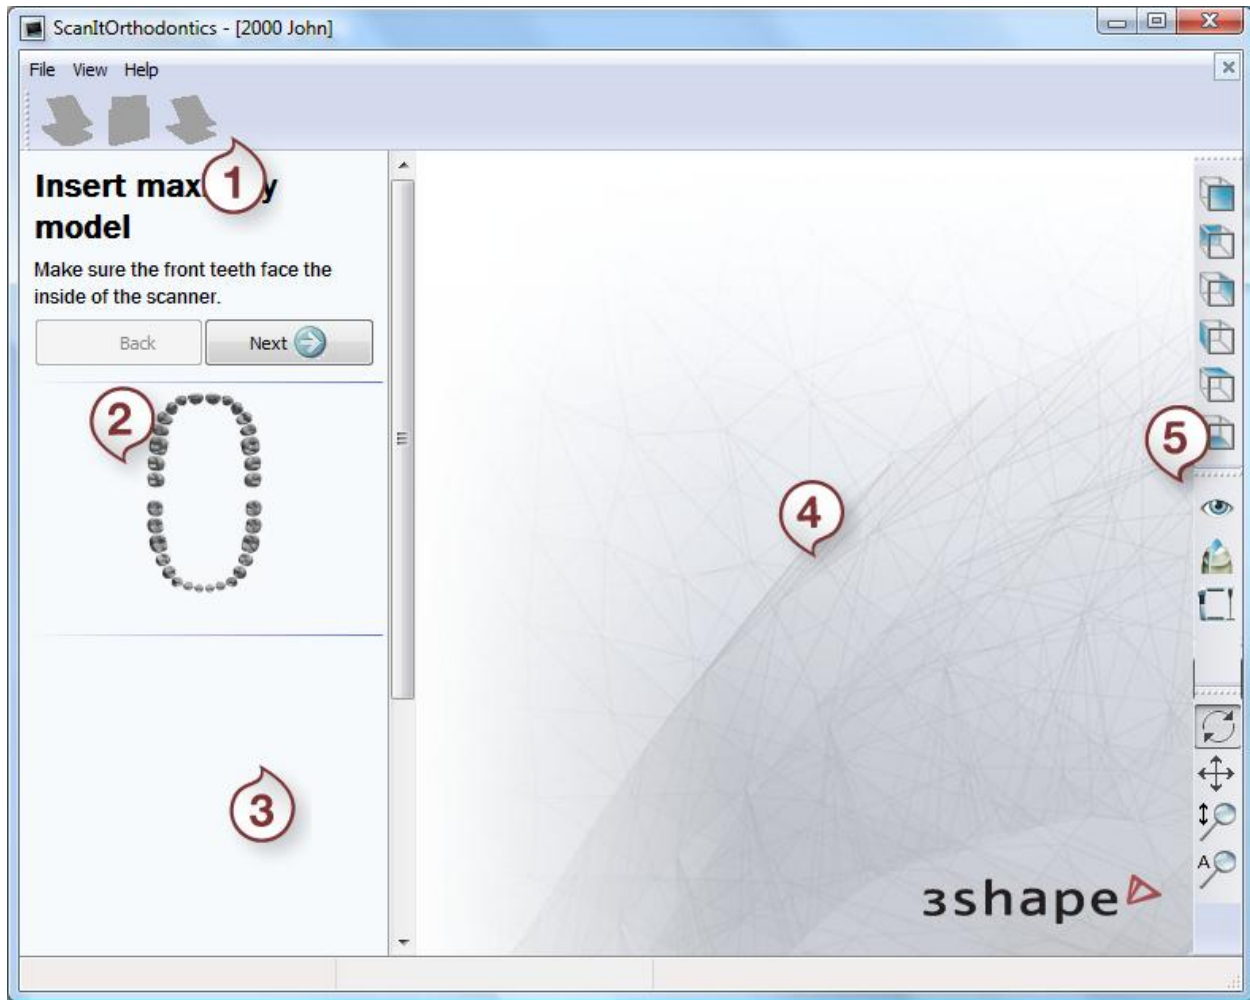 ScanItOrthodontics - [2000 John]
File View Help
1
Insert max y
model
Make sure the front teeth face the
inside of the scanner.
Back Next
2
5
4
3
A
3shape